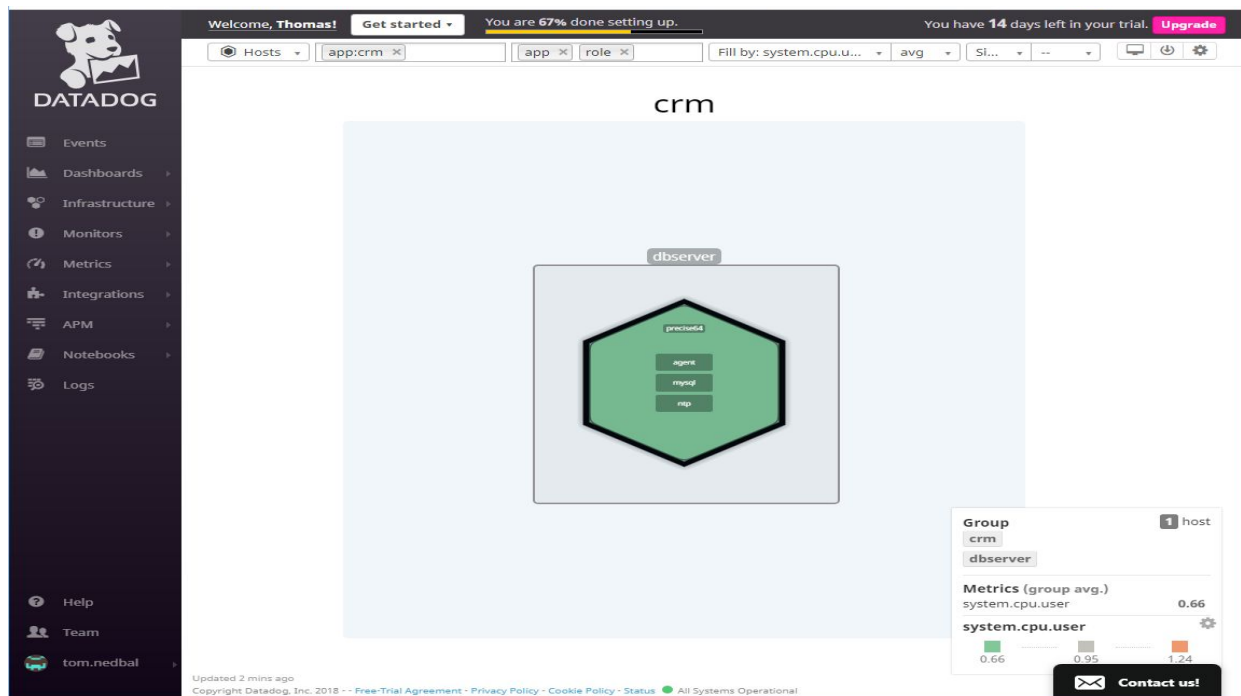 DATADOG
Events
Dashboards
Infrastructure
Monitors
Metrics
Integrations
APM
Notebooks
Logs
Help
Team
tom.nedbal
Welcome, Thomas!
Get started
You are 67% done setting up.
You have 14 days left in your trial.
Upgrade
Hosts
app:crm ×
app × role ×
Fill by: system.cpu.u...
avg
Si...
--
crm
dbserver
precise64
agent
mysql
ntp
Group 1 host
crm
dbserver
Metrics (group avg.)
system.cpu.user 0.66
system.cpu.user
0.66 0.95 1.24
Updated 2 mins ago
Copyright Datadog, Inc. 2018 - - Free-Trial Agreement - Privacy Policy - Cookie Policy - Status All Systems Operational
Contact us!